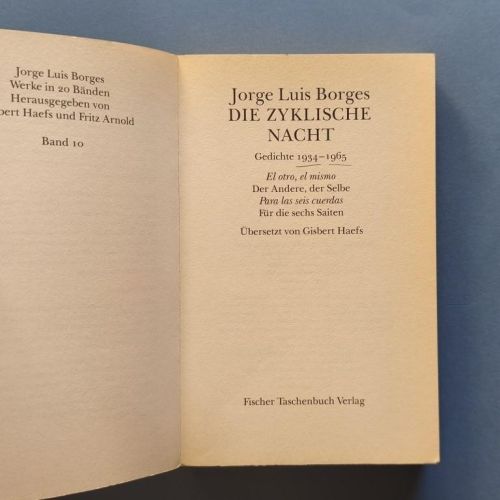 Jorge Luis Borges
Werke in 20 Bänden
Herausgegeben von
bert Haefs und Fritz Arnold
Band 10
Jorge Luis Borges
DIE ZYKLISCHE
NACHT
Gedichte 1934–1965
El otro, el mismo
Der Andere, der Selbe
Para las seis cuerdas
Für die sechs Saiten
Übersetzt von Gisbert Haefs
Fischer Taschenbuch Verlag